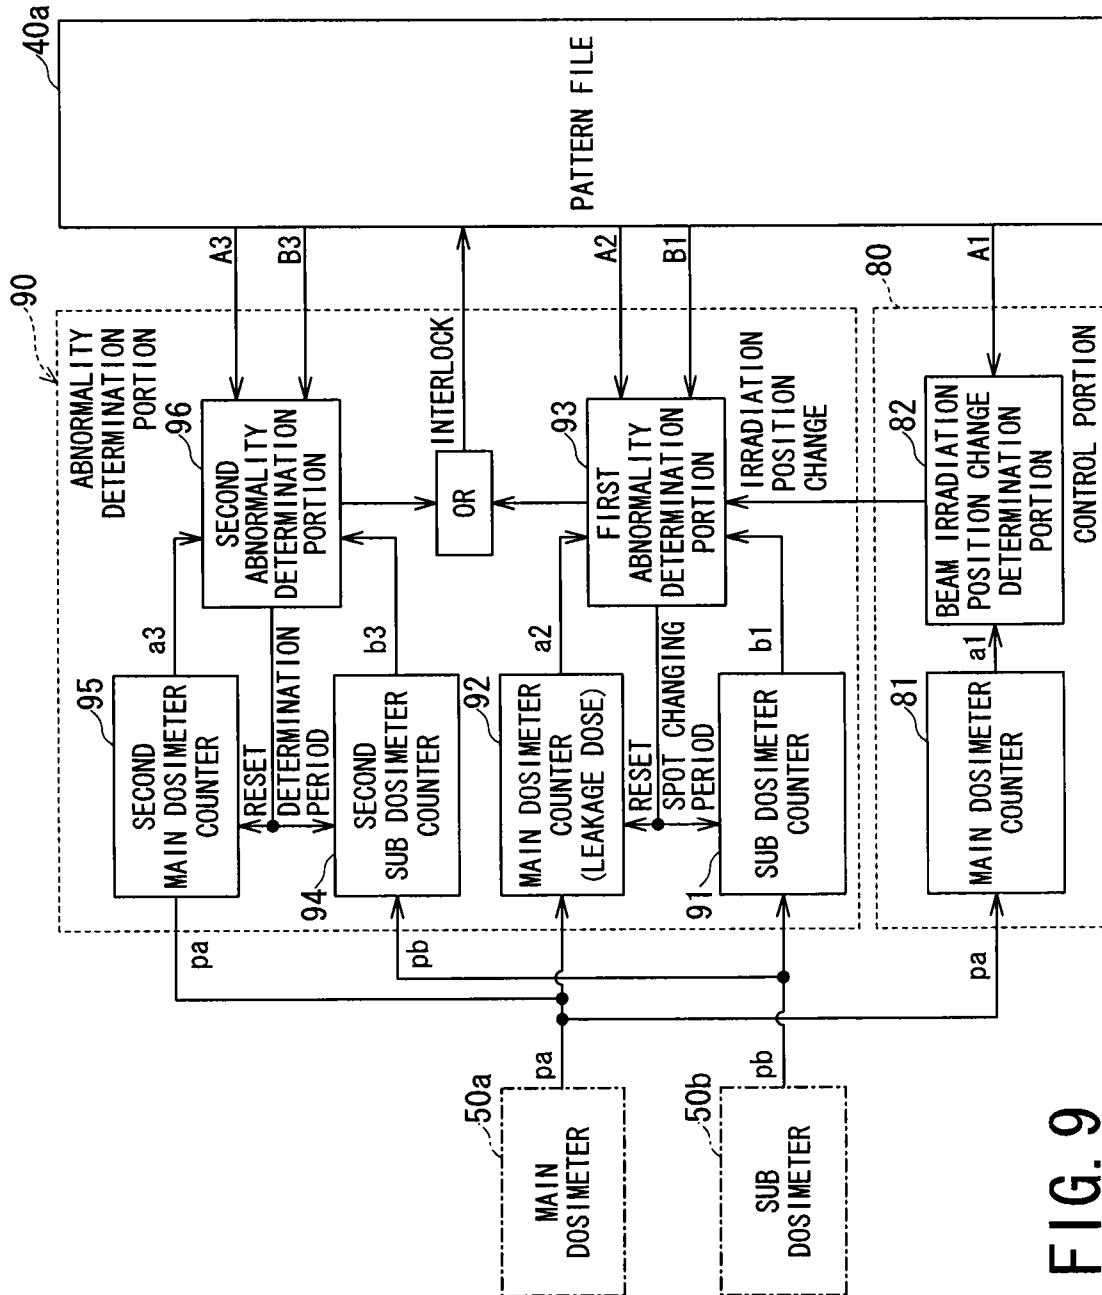 40a
PATTERN FILE
90
ABNORMALITY
DETERMINATION
PORTION
A3
B3
INTERLOCK
A2
B1
80
A1
96
SECOND
ABNORMALITY
DETERMINATION
PORTION
OR
93
FIRST
ABNORMALITY
DETERMINATION
PORTION
IRRADIATION
POSITION
CHANGE
82
BEAM IRRADIATION
POSITION CHANGE
DETERMINATION
PORTION
CONTROL PORTION
a3
b3
a2
b1
a1
95
SECOND
MAIN DOSIMETER
COUNTER
RESET
DETERMINATION
PERIOD
94
SECOND
SUB DOSIMETER
COUNTER
92
MAIN DOSIMETER
COUNTER
(LEAKAGE DOSE)
RESET
SPOT CHANGING
PERIOD
91
SUB DOSIMETER
COUNTER
81
MAIN DOSIMETER
COUNTER
pa
pb
pa
pa
pb
50a
MAIN
DOSIMETER
50b
SUB
DOSIMETER
FIG. 9